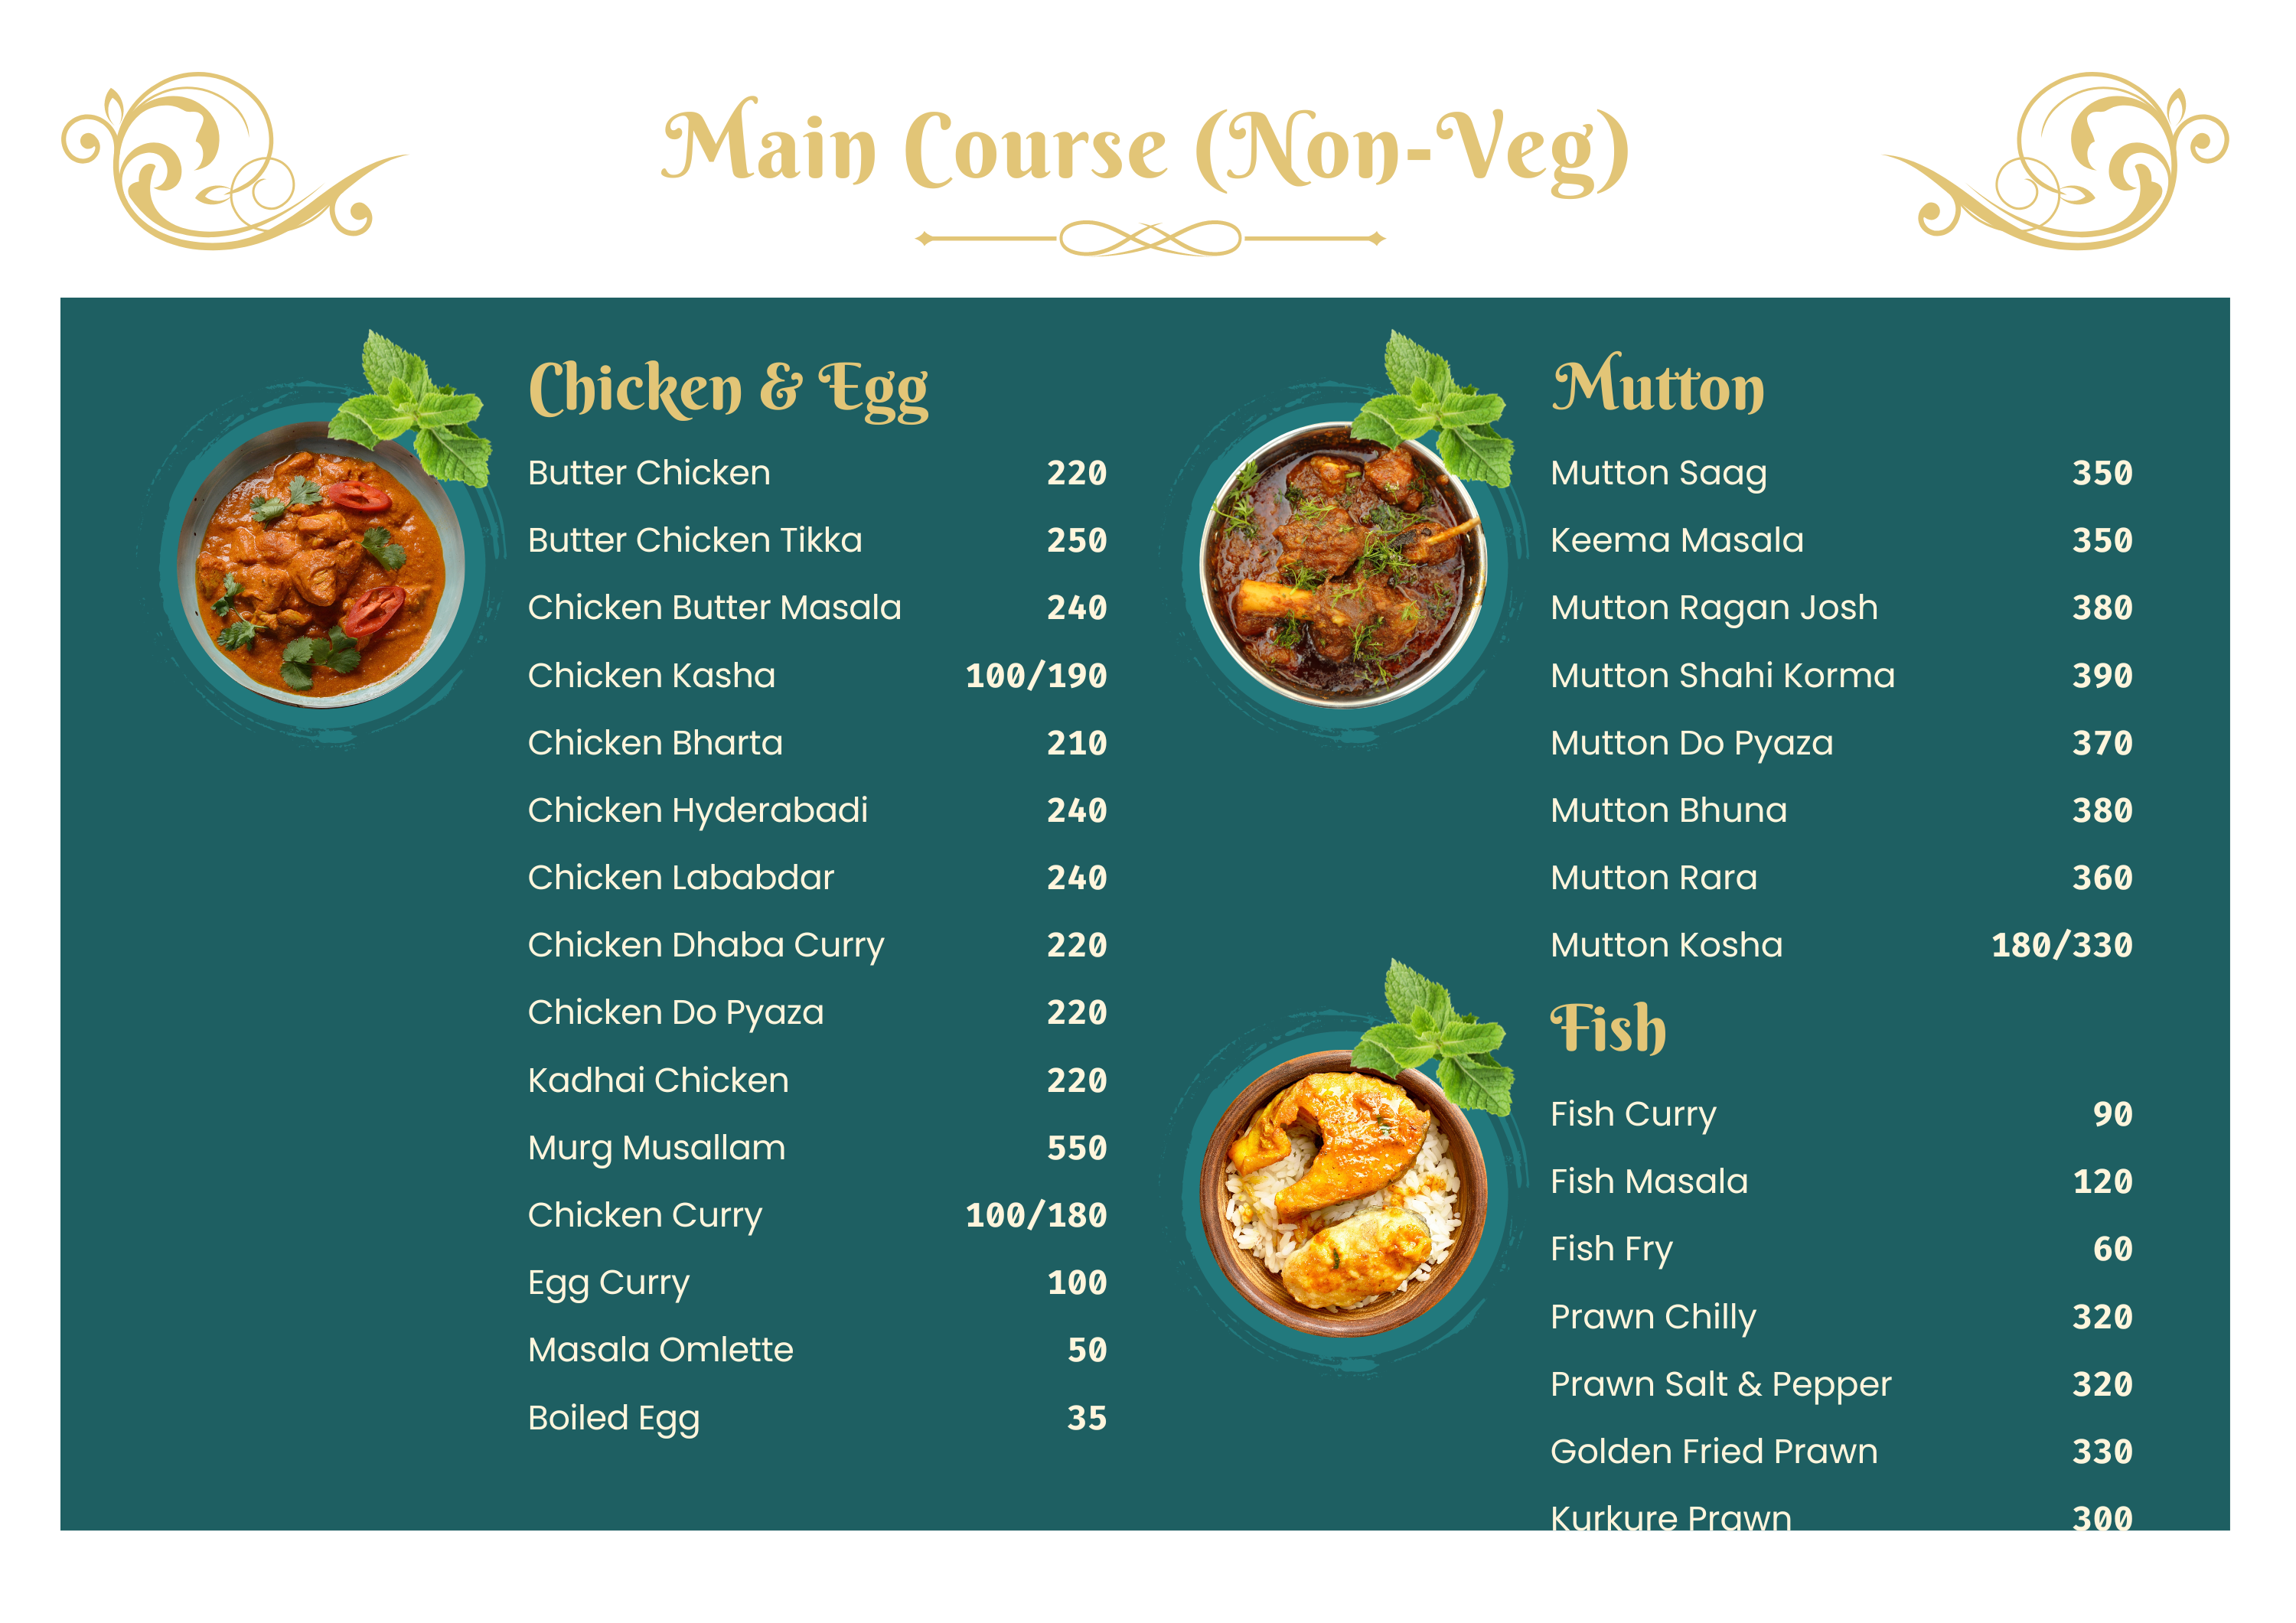 Main Course (Non-Veg)
Chicken & Egg
Butter Chicken 220
Butter Chicken Tikka 250
Chicken Butter Masala 240
Chicken Kasha 100/190
Chicken Bharta 210
Chicken Hyderabadi 240
Chicken Lababdar 240
Chicken Dhaba Curry 220
Chicken Do Pyaza 220
Kadhai Chicken 220
Murg Musallam 550
Chicken Curry 100/180
Egg Curry 100
Masala Omlette 50
Boiled Egg 35
Mutton
Mutton Saag 350
Keema Masala 350
Mutton Ragan Josh 380
Mutton Shahi Korma 390
Mutton Do Pyaza 370
Mutton Bhuna 380
Mutton Rara 360
Mutton Kosha 180/330
Fish
Fish Curry 90
Fish Masala 120
Fish Fry 60
Prawn Chilly 320
Prawn Salt & Pepper 320
Golden Fried Prawn 330
Kurkure Prawn 300